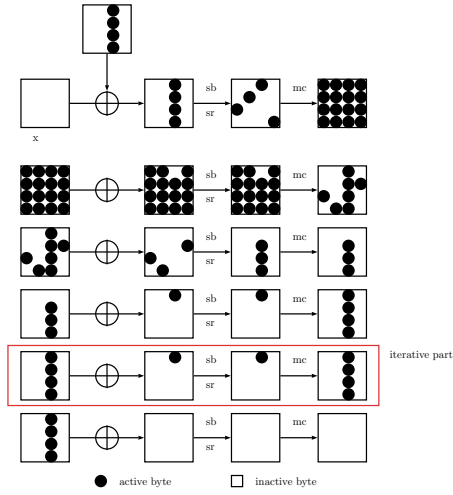 sb
mc
sr
x
sb
mc
sr
sb
mc
sr
sb
mc
sr
iterative part
sb
mc
sr
sb
mc
sr
active byte
inactive byte